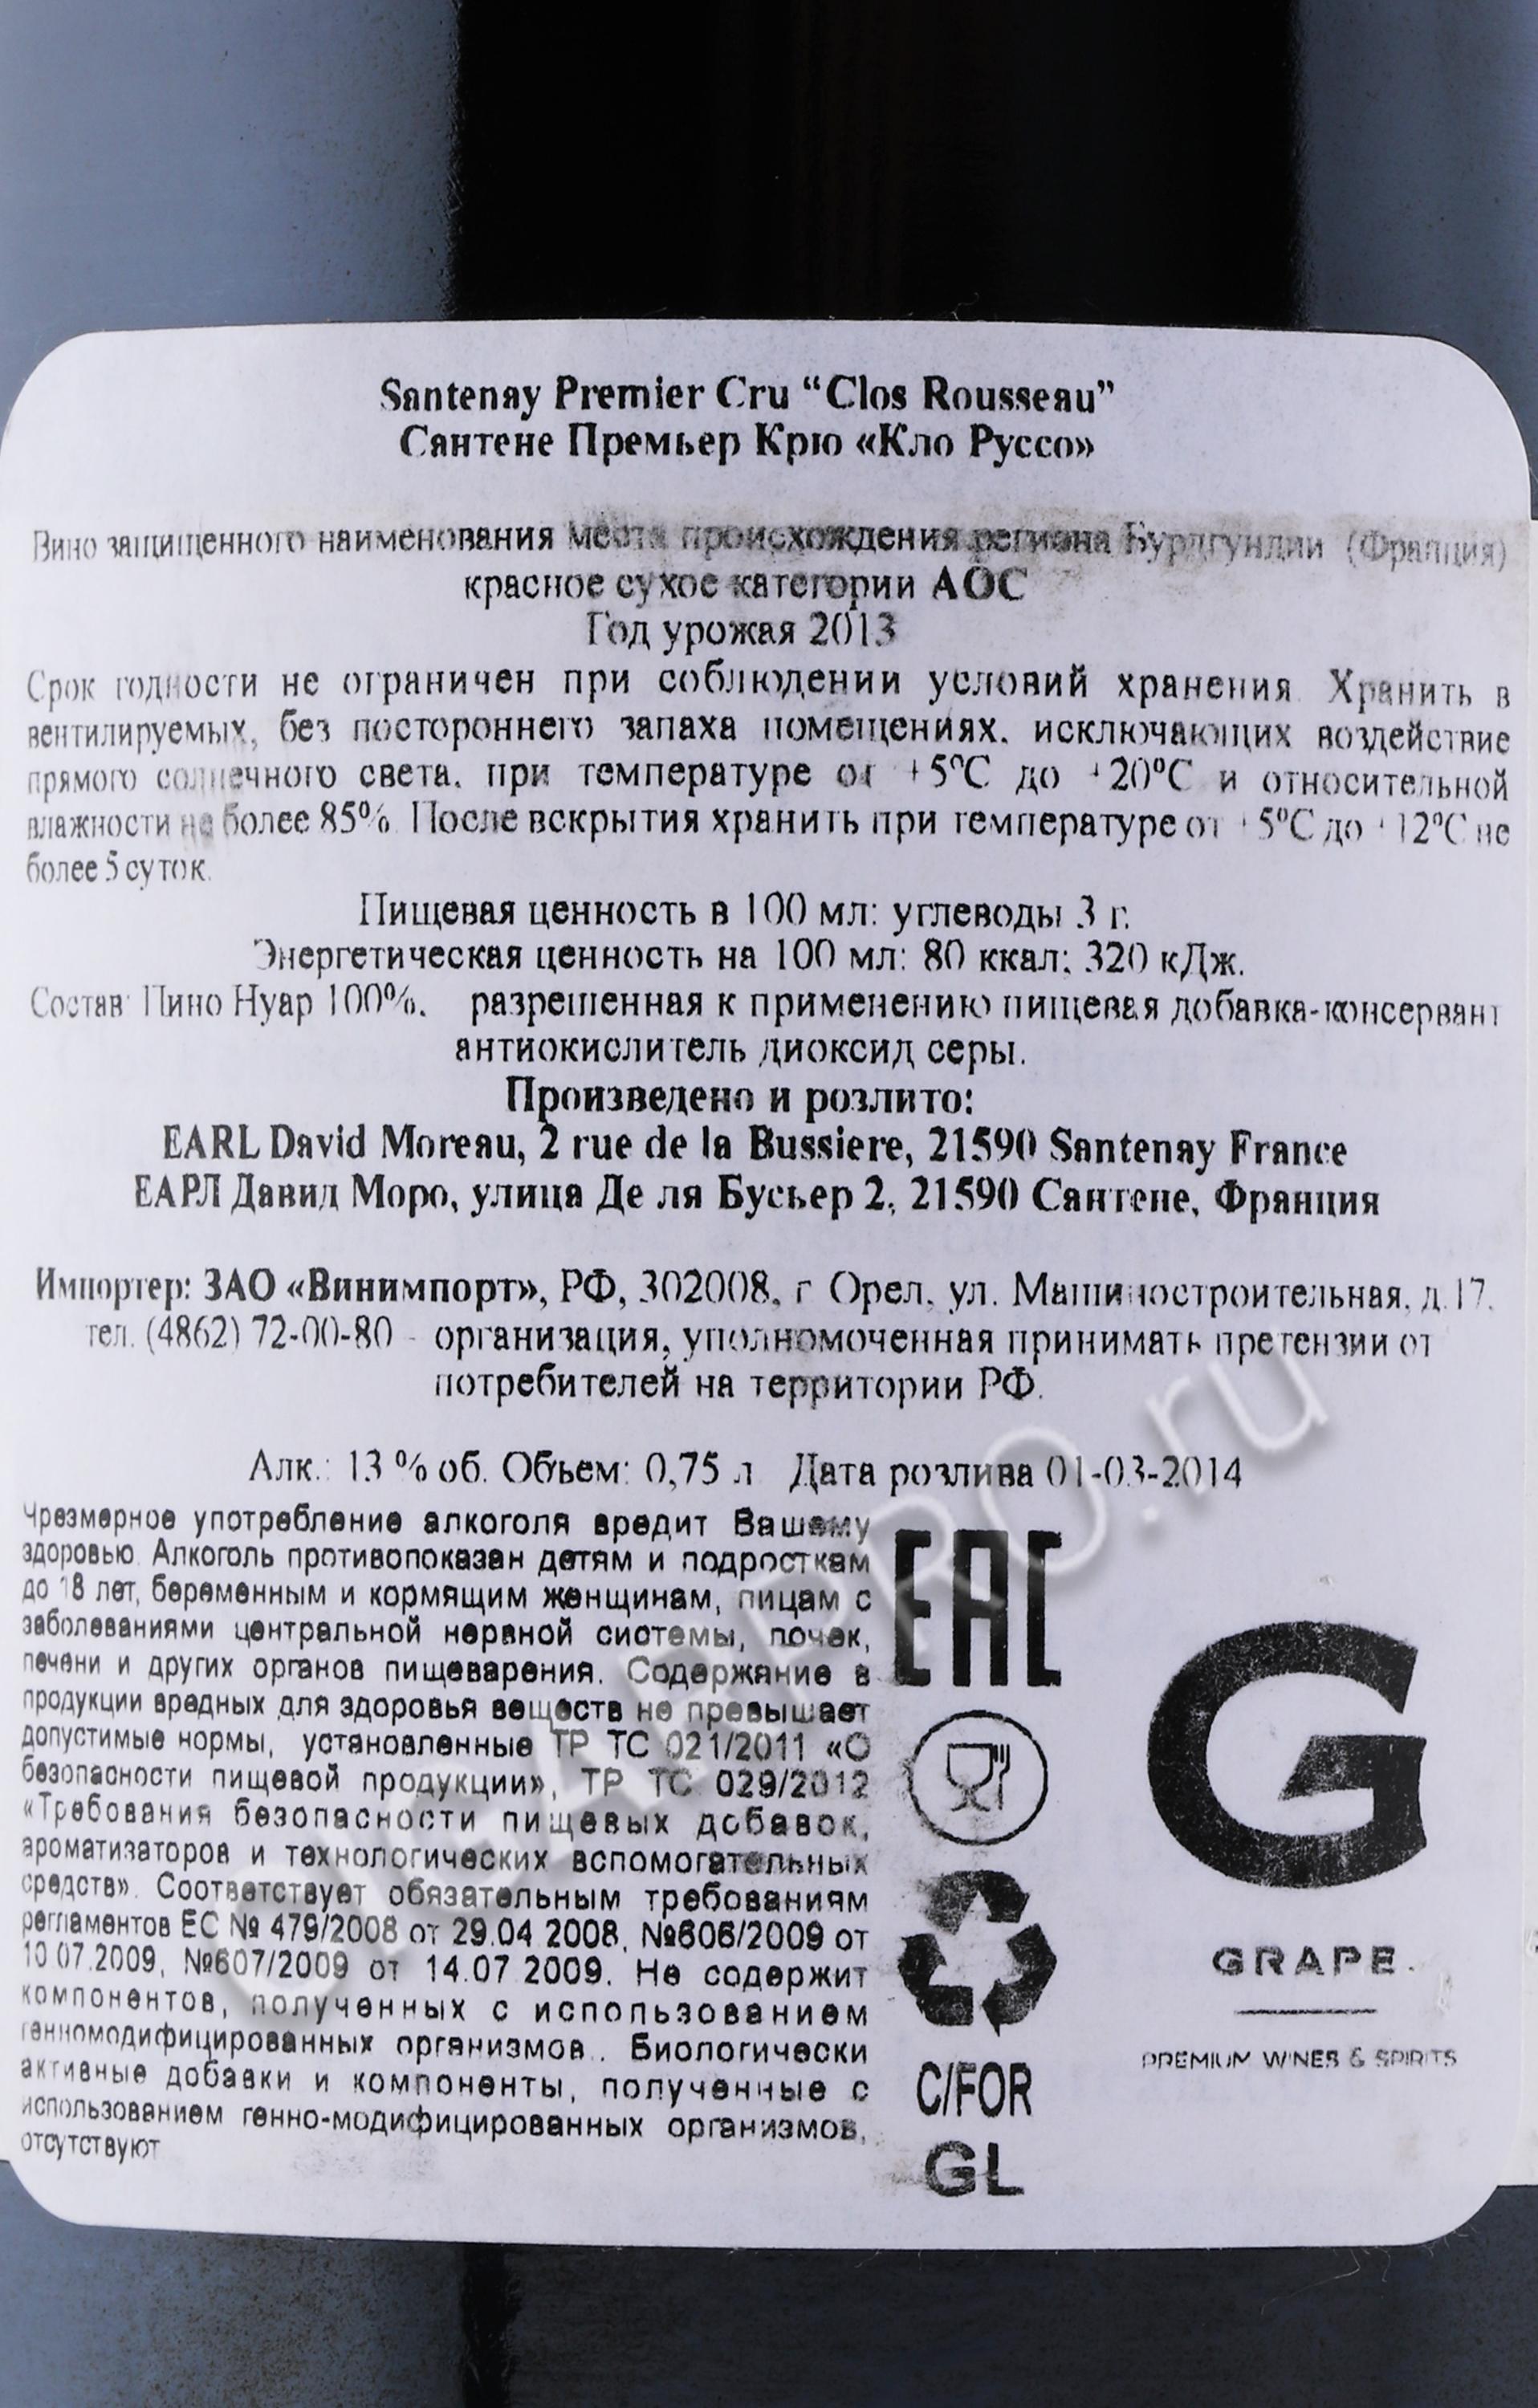 Santenay Premier Cru “Clos Rousseau”
Сантене Премьер Крю «Кло Руссо»
Вино защищенного наименования места происхождения региона Бурдгундии (Франция)
красное сухое категории АОС
Год урожая 2013
Срок годности не ограничен при соблюдении условий хранения. Хранить в
вентилируемых, без постороннего запаха помещениях, исключающих воздействие
прямого солнечного света, при температуре от +5ºС до +20ºС и относительной
влажности не более 85%. После вскрытия хранить при температуре от +5ºС до +12ºС не
более 5 суток.
Пищевая ценность в 100 мл: углеводы 3 г.
Энергетическая ценность на 100 мл: 80 ккал; 320 кДж.
Состав: Пино Нуар 100%, разрешенная к применению пищевая добавка-консервант
антиокислитель диоксид серы.
Произведено и розлито:
EARL David Moreau, 2 rue de la Bussiere, 21590 Santenay France
ЕАРЛ Давид Моро, улица Де ля Бусьер 2, 21590 Сантене, Франция
Импортер: ЗАО «Винимпорт», РФ, 302008, г. Орел, ул. Машиностроительная, д.17,
тел. (4862) 72-00-80 - организация, уполномоченная принимать претензии от
потребителей на территории РФ.
Алк.: 13 % об. Объем: 0,75 л Дата розлива 01-03-2014
Чрезмерное употребление алкоголя вредит Вашему
здоровью. Алкоголь противопоказан детям и подросткам
до 18 лет, беременным и кормящим женщинам, лицам с
заболеваниями центральной нервной системы, почек,
печени и других органов пищеварения. Содержание в
продукции вредных для здоровья веществ не превышает
допустимые нормы, установленные ТР ТС 021/2011 «О
безопасности пищевой продукции», ТР ТС 029/2012
«Требования безопасности пищевых добавок,
ароматизаторов и технологических вспомогательных
средств». Соответствует обязательным требованиям
регламентов ЕС № 479/2008 от 29.04.2008, №606/2009 от
10.07.2009, №607/2009 от 14.07.2009. Не содержит
компонентов, полученных с использованием
генномодифицированных организмов.. Биологически
активные добавки и компоненты, полученные с
использованием генно-модифицированных организмов,
отсутствуют
EAC
C/FOR
GL
G
GRAPE.
PREMIUM WINES & SPIRITS